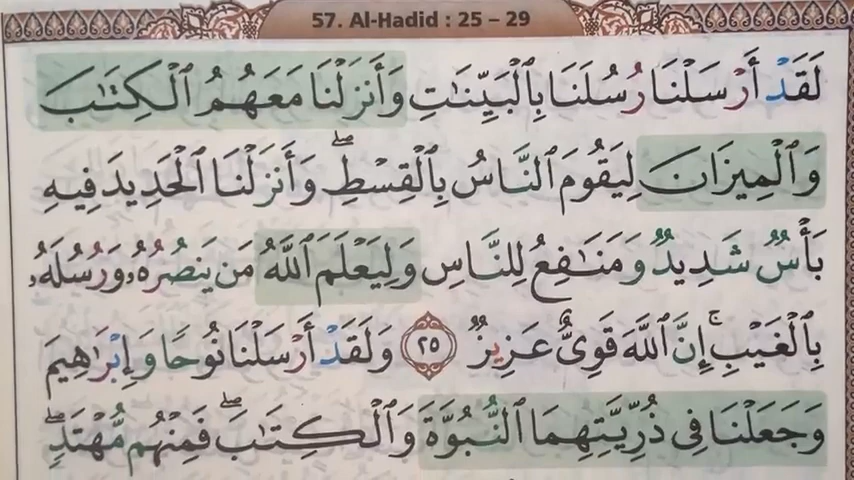 57. Al-Hadid : 25 – 29
لَقَدْ أَرْسَلْنَا رُسُلَنَا بِٱلْبَيِّنَٰتِ وَأَنزَلْنَا مَعَهُمُ ٱلْكِتَٰبَ
وَٱلْمِيزَانَ لِيَقُومَ ٱلنَّاسُ بِٱلْقِسْطِ ۖ وَأَنزَلْنَا ٱلْحَدِيدَ فِيهِ
بَأْسٌ شَدِيدٌ وَمَنَٰفِعُ لِلنَّاسِ وَلِيَعْلَمَ ٱللَّهُ مَن يَنصُرُهُۥ وَرُسُلَهُۥ
بِٱلْغَيْبِ ۚ إِنَّ ٱللَّهَ قَوِىٌّ عَزِيزٌ ٢٥ وَلَقَدْ أَرْسَلْنَا نُوحًا وَإِبْرَٰهِيمَ
وَجَعَلْنَا فِى ذُرِّيَّتِهِمَا ٱلنُّبُوَّةَ وَٱلْكِتَٰبَ ۖ فَمِنْهُم مُّهْتَدٍ ۖ